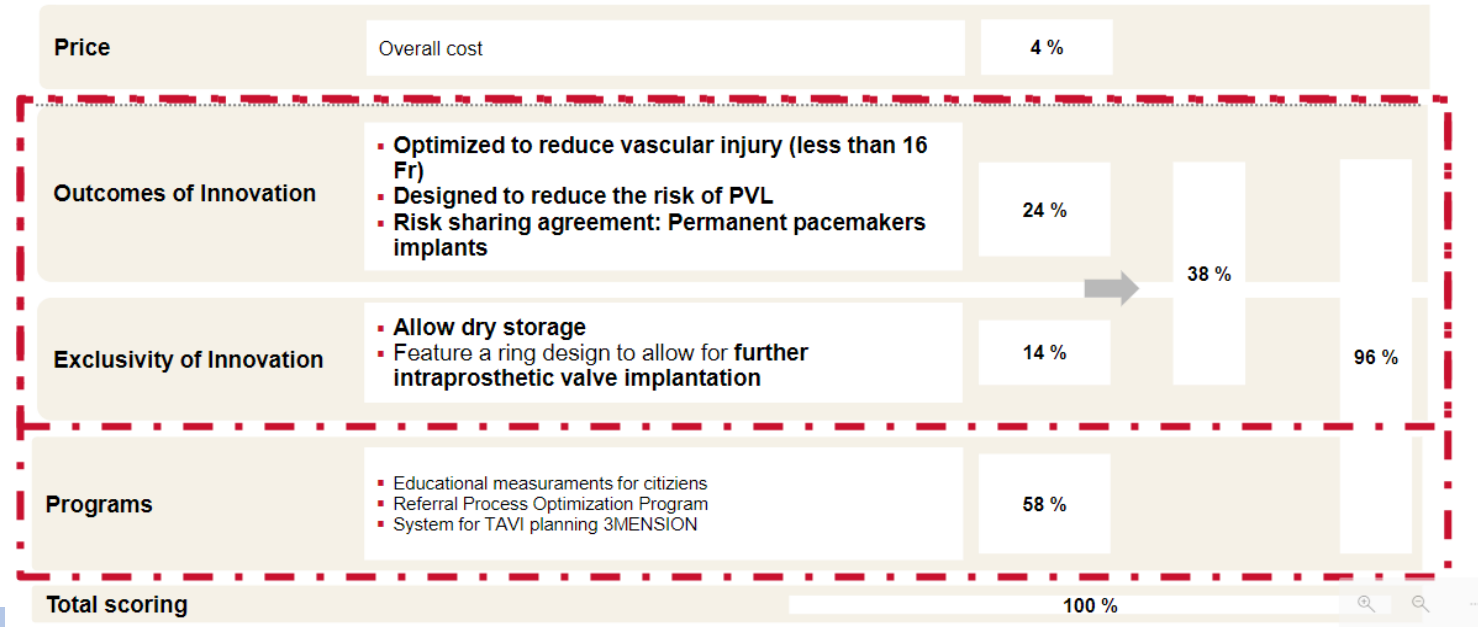 Price
Overall cost
4 %
Outcomes of Innovation
▪ Optimized to reduce vascular injury (less than 16
Fr)
▪ Designed to reduce the risk of PVL
▪ Risk sharing agreement: Permanent pacemakers
implants
24 %
38 %
Exclusivity of Innovation
▪ Allow dry storage
▪ Feature a ring design to allow for further
intraprosthetic valve implantation
14 %
96 %
Programs
▪ Educational measuraments for citiziens
▪ Referral Process Optimization Program
▪ System for TAVI planning 3MENSION
58 %
Total scoring
100 %